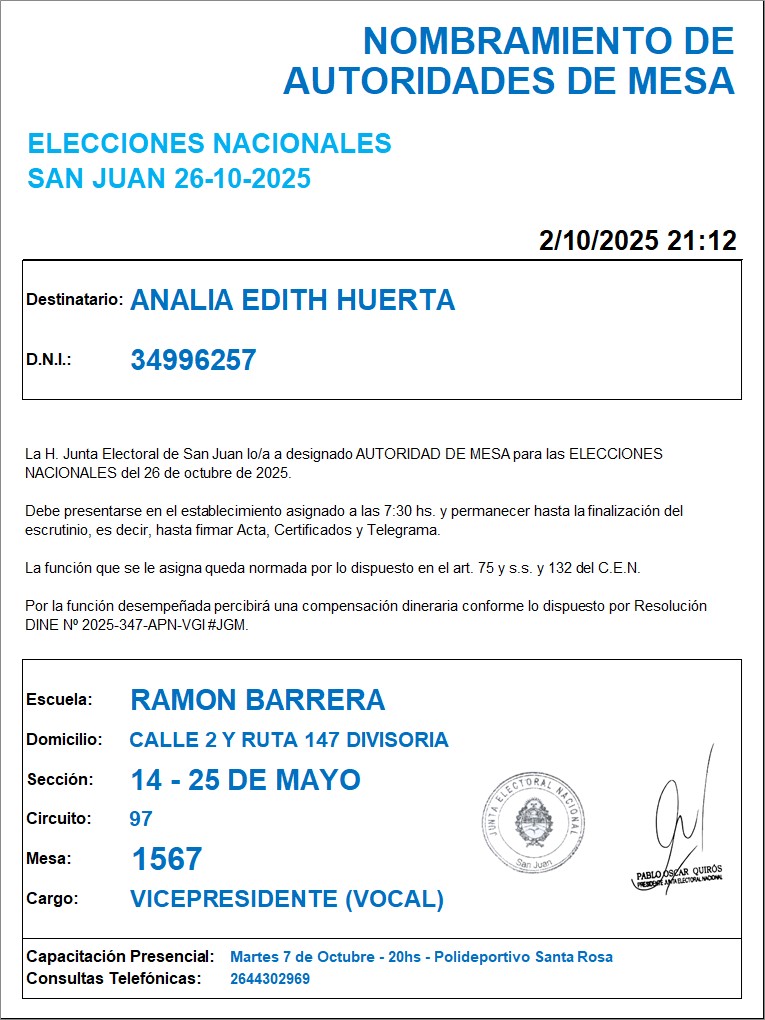 NOMBRAMIENTO DE
AUTORIDADES DE MESA
ELECCIONES NACIONALES
SAN JUAN 26-10-2025
2/10/2025 21:12
Destinatario: ANALIA EDITH HUERTA
D.N.I.: 34996257
La H. Junta Electoral de San Juan lo/a a designado AUTORIDAD DE MESA para las ELECCIONES
NACIONALES del 26 de octubre de 2025.
Debe presentarse en el establecimiento asignado a las 7:30 hs. y permanecer hasta la finalización del
escrutinio, es decir, hasta firmar Acta, Certificados y Telegrama.
La función que se le asigna queda normada por lo dispuesto en el art. 75 y s.s. y 132 del C.E.N.
Por la función desempeñada percibirá una compensación dineraria conforme lo dispuesto por Resolución
DINE Nº 2025-347-APN-VGI#JGM.
Escuela: RAMON BARRERA
Domicilio: CALLE 2 Y RUTA 147 DIVISORIA
Sección: 14 - 25 DE MAYO
Circuito: 97
Mesa: 1567
Cargo: VICEPRESIDENTE (VOCAL)
JUNTA ELECTORAL NACIONAL
San Juan
PABLO OSCAR QUIRÓS
PRESIDENTE JUNTA ELECTORAL NACIONAL
Capacitación Presencial: Martes 7 de Octubre - 20hs - Polideportivo Santa Rosa
Consultas Telefónicas: 2644302969